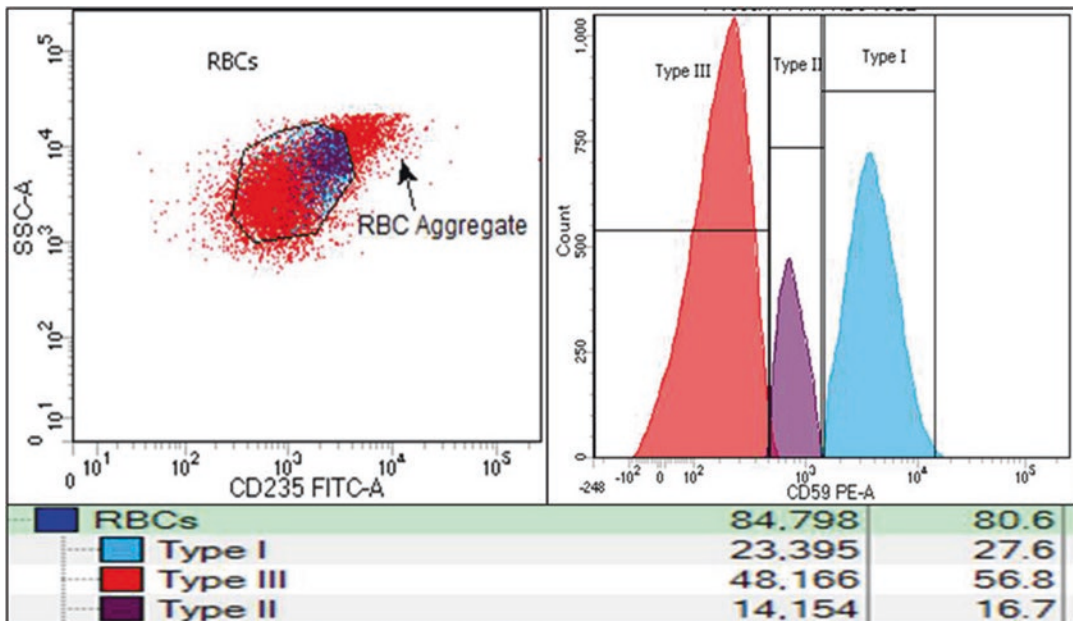 RBCs
RBC Aggregate
SSC-A
10^5
10^4
10^3
10^2
10^1
0
0 10^1 10^2 10^3 10^4 10^5
CD235 FITC-A
Type III Type II Type I
Count
1,000
750
500
250
0
-248 -10^2 0 10^2 10^3 10^4 10^5
CD59 PE-A
RBCs 84,798 80.6
Type I 23,395 27.6
Type III 48,166 56.8
Type II 14,154 16.7